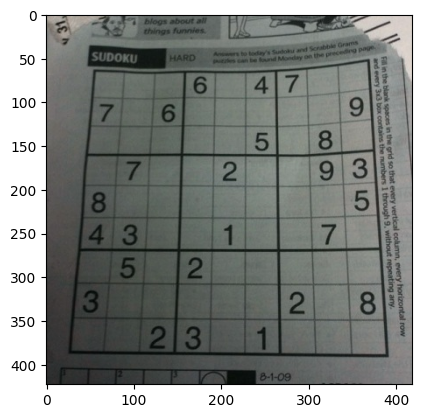 0
50
100
150
200
250
300
350
400
0
100
200
300
400
31,
blogs about all
things funnies.
SUDOKU
HARD
Answers to today's Sudoku and Scrabble Grams
puzzles can be found Monday on the preceding page.
Fill in the blank spaces in the grid so that every vertical column, every horizontal row
and every 3x3 box contains the numbers 1 through 9, without repeating any.
6 4 7
7 6 9
5 8
7 2 9 3
8 5
4 3 1 7
5 2
3 2 8
2 3 1
1 2 3
8-1-09